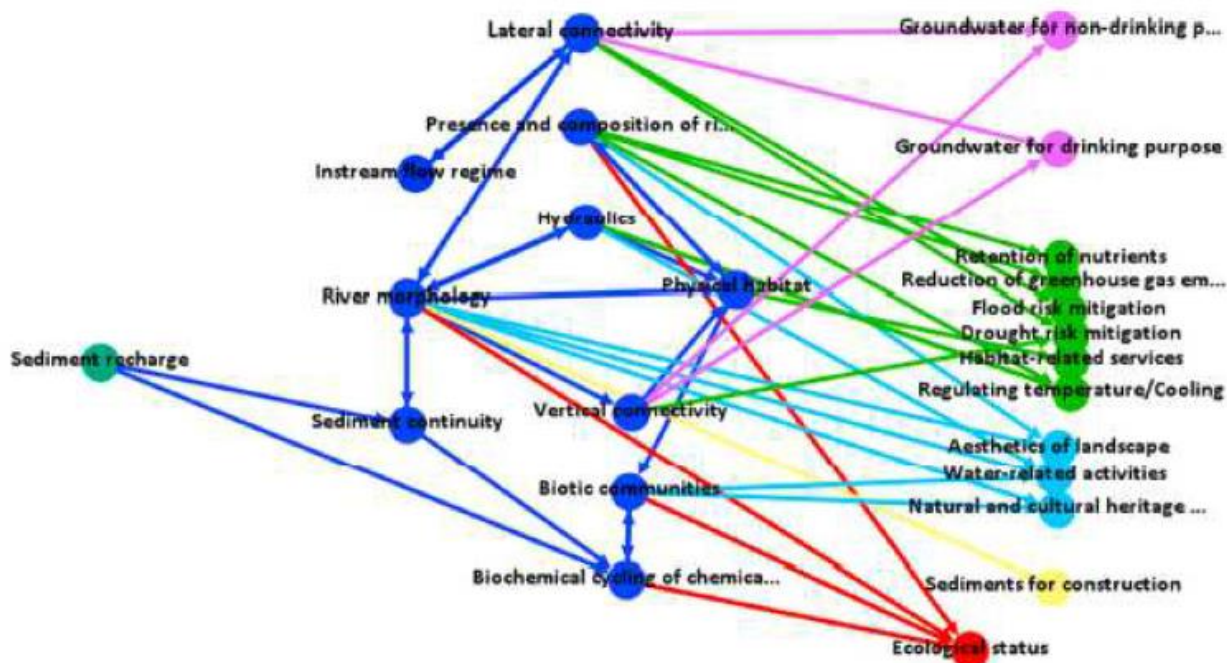 Lateral connectivity
Groundwater for non-drinking p...
Presence and composition of ri...
Groundwater for drinking purpose
Instream flow regime
Hydraulics
Retention of nutrients
Reduction of greenhouse gas em...
Physical habitat
River morphology
Flood risk mitigation
Drought risk mitigation
Sediment recharge
Habitat-related services
Regulating temperature/Cooling
Vertical connectivity
Sediment continuity
Aesthetics of landscape
Water-related activities
Biotic communities
Natural and cultural heritage ...
Biochemical cycling of chemica...
Sediments for construction
Ecological status